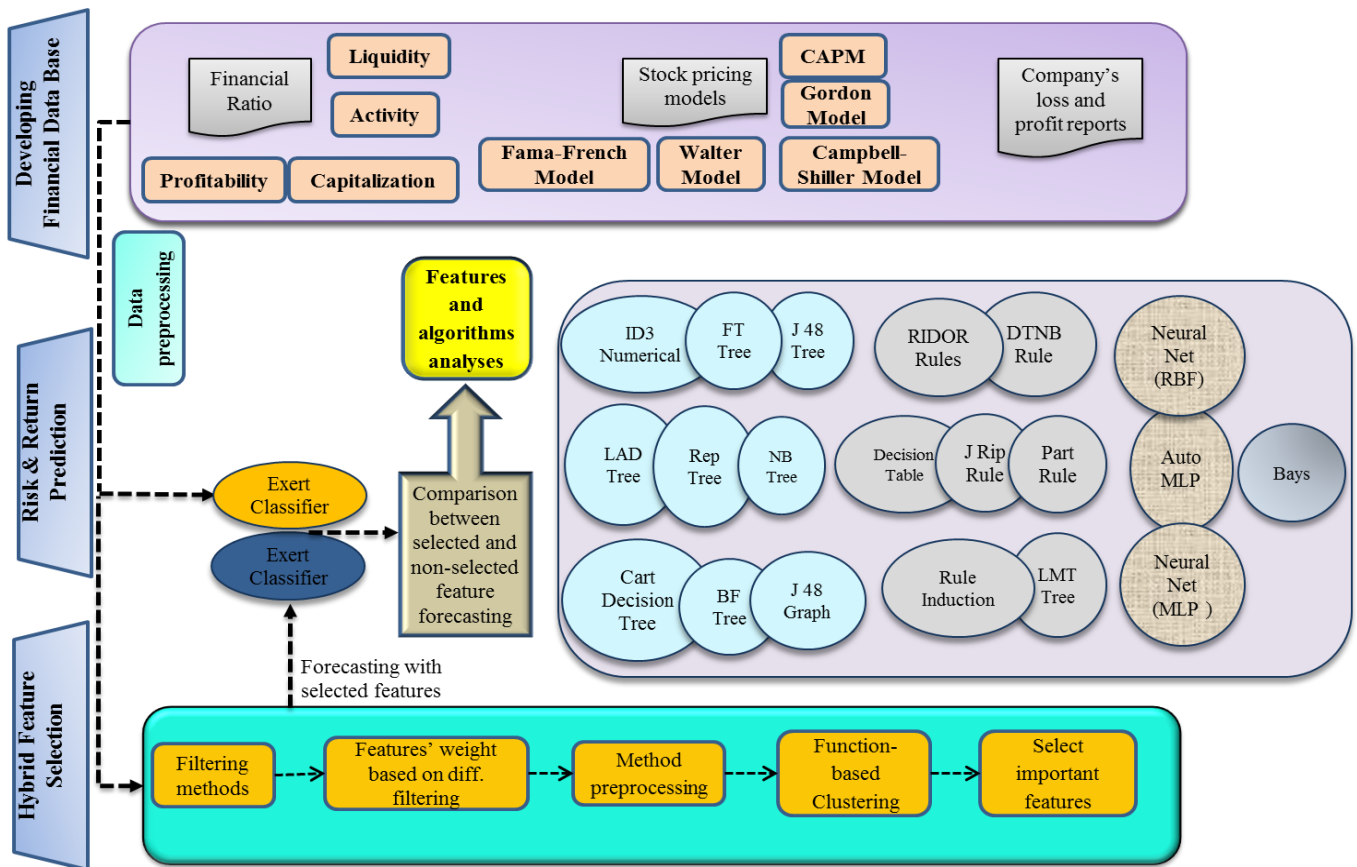 Developing
Financial Data Base
Financial
Ratio
Liquidity
Activity
Profitability
Capitalization
Stock pricing
models
CAPM
Gordon
Model
Fama-French
Model
Walter
Model
Campbell-
Shiller Model
Company's
loss and
profit reports
Data
preprocessing
Risk & Return
Prediction
Exert
Classifier
Exert
Classifier
Features
and
algorithms
analyses
Comparison
between
selected and
non-selected
feature
forecasting
ID3
Numerical
FT
Tree
J 48
Tree
RIDOR
Rules
DTNB
Rule
Neural
Net
(RBF)
LAD
Tree
Rep
Tree
NB
Tree
Decision
Table
J Rip
Rule
Part
Rule
Auto
MLP
Bays
Cart
Decision
Tree
BF
Tree
J 48
Graph
Rule
Induction
LMT
Tree
Neural
Net
(MLP )
Hybrid Feature
Selection
Forecasting with
selected features
Filtering
methods
Features' weight
based on diff.
filtering
Method
preprocessing
Function-
based
Clustering
Select
important
features